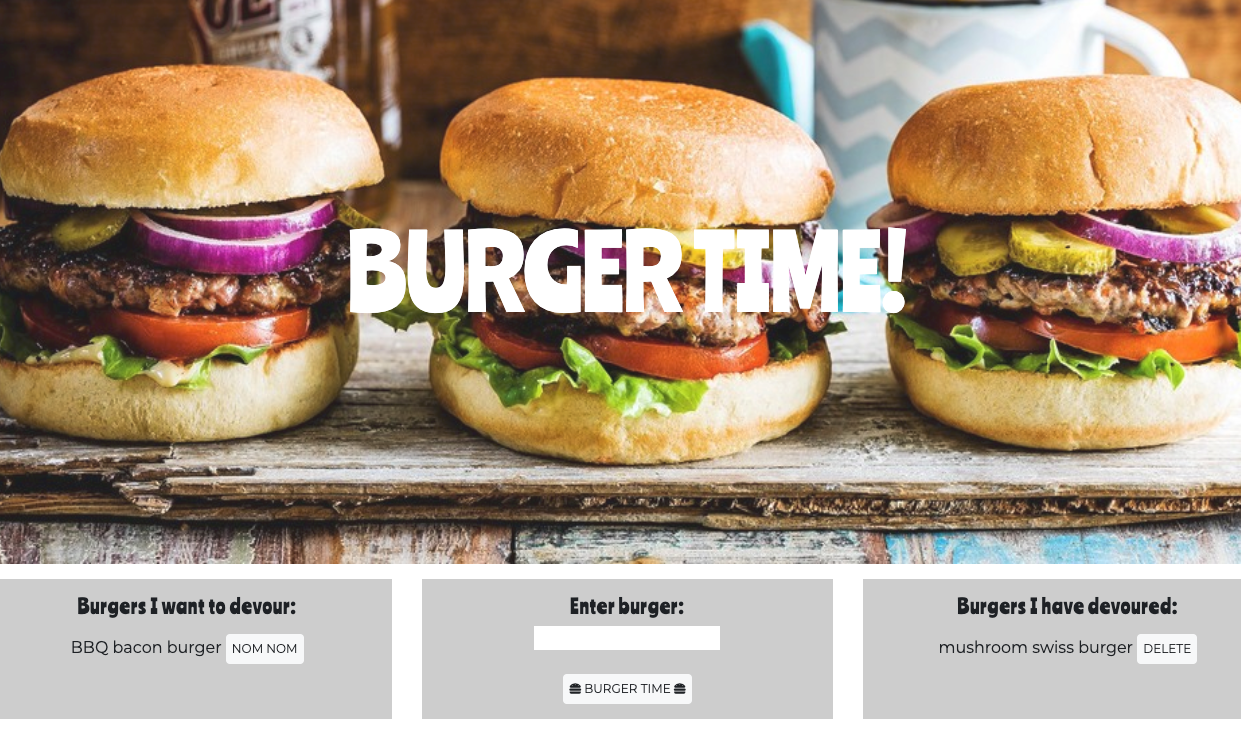 BURGER TIME!
Burgers I want to devour:
BBQ bacon burger NOM NOM
Enter burger:
BURGER TIME
Burgers I have devoured:
mushroom swiss burger DELETE